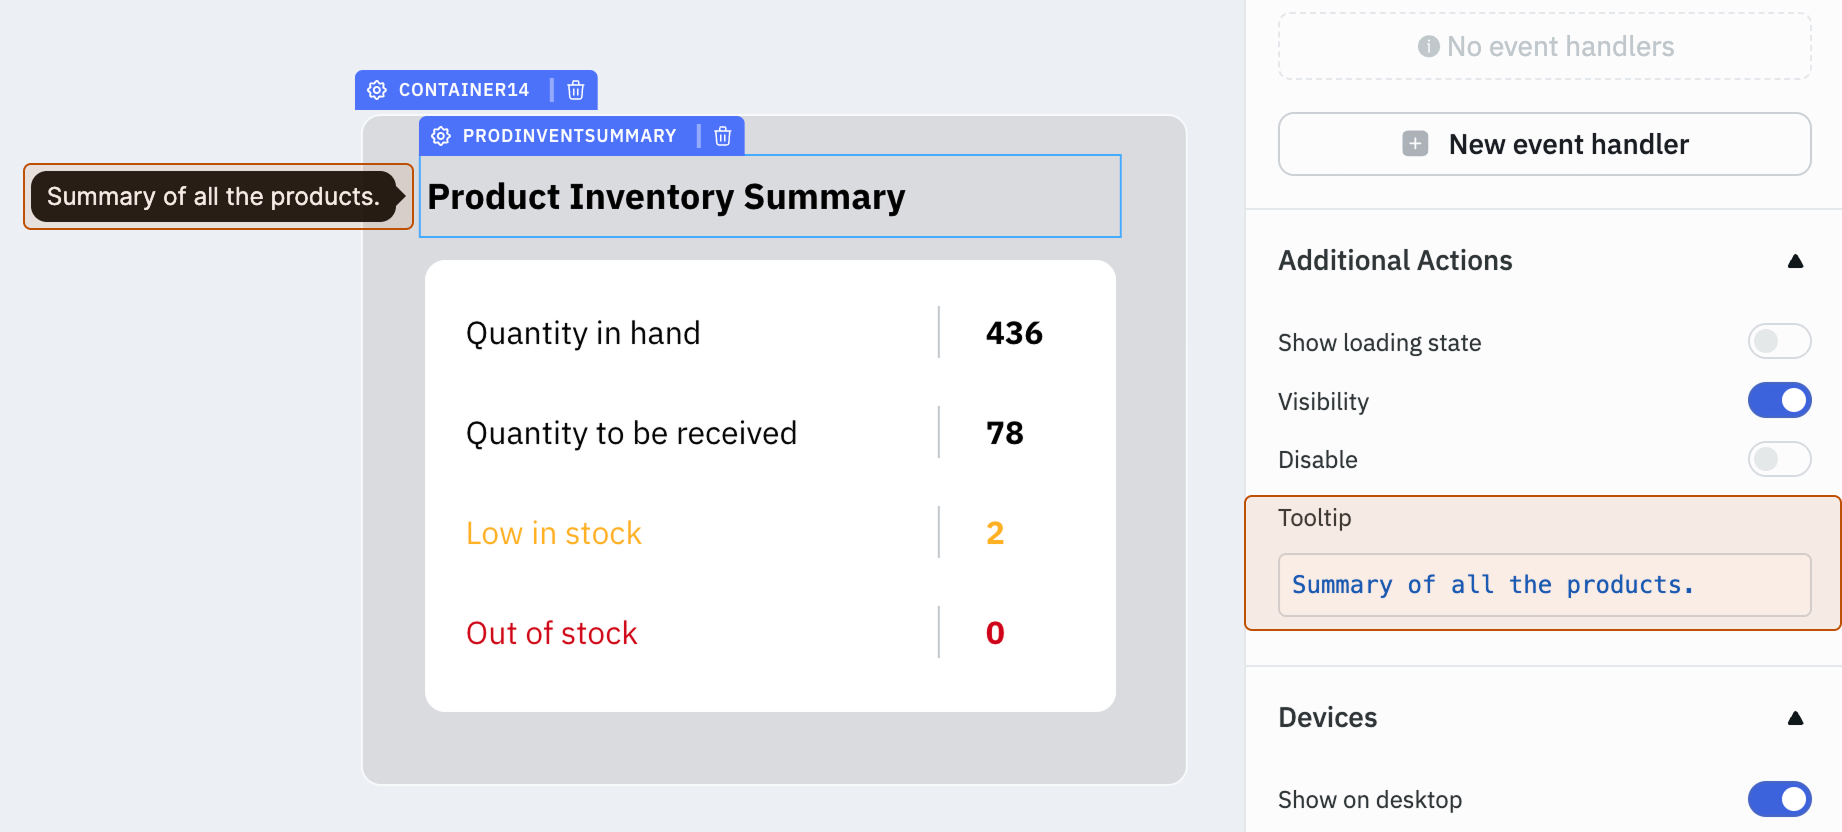 CONTAINER14
PRODINVENTSUMMARY
Summary of all the products.
Product Inventory Summary
Quantity in hand 436
Quantity to be received 78
Low in stock 2
Out of stock 0
No event handlers
New event handler
Additional Actions
Show loading state
Visibility
Disable
Tooltip
Summary of all the products.
Devices
Show on desktop